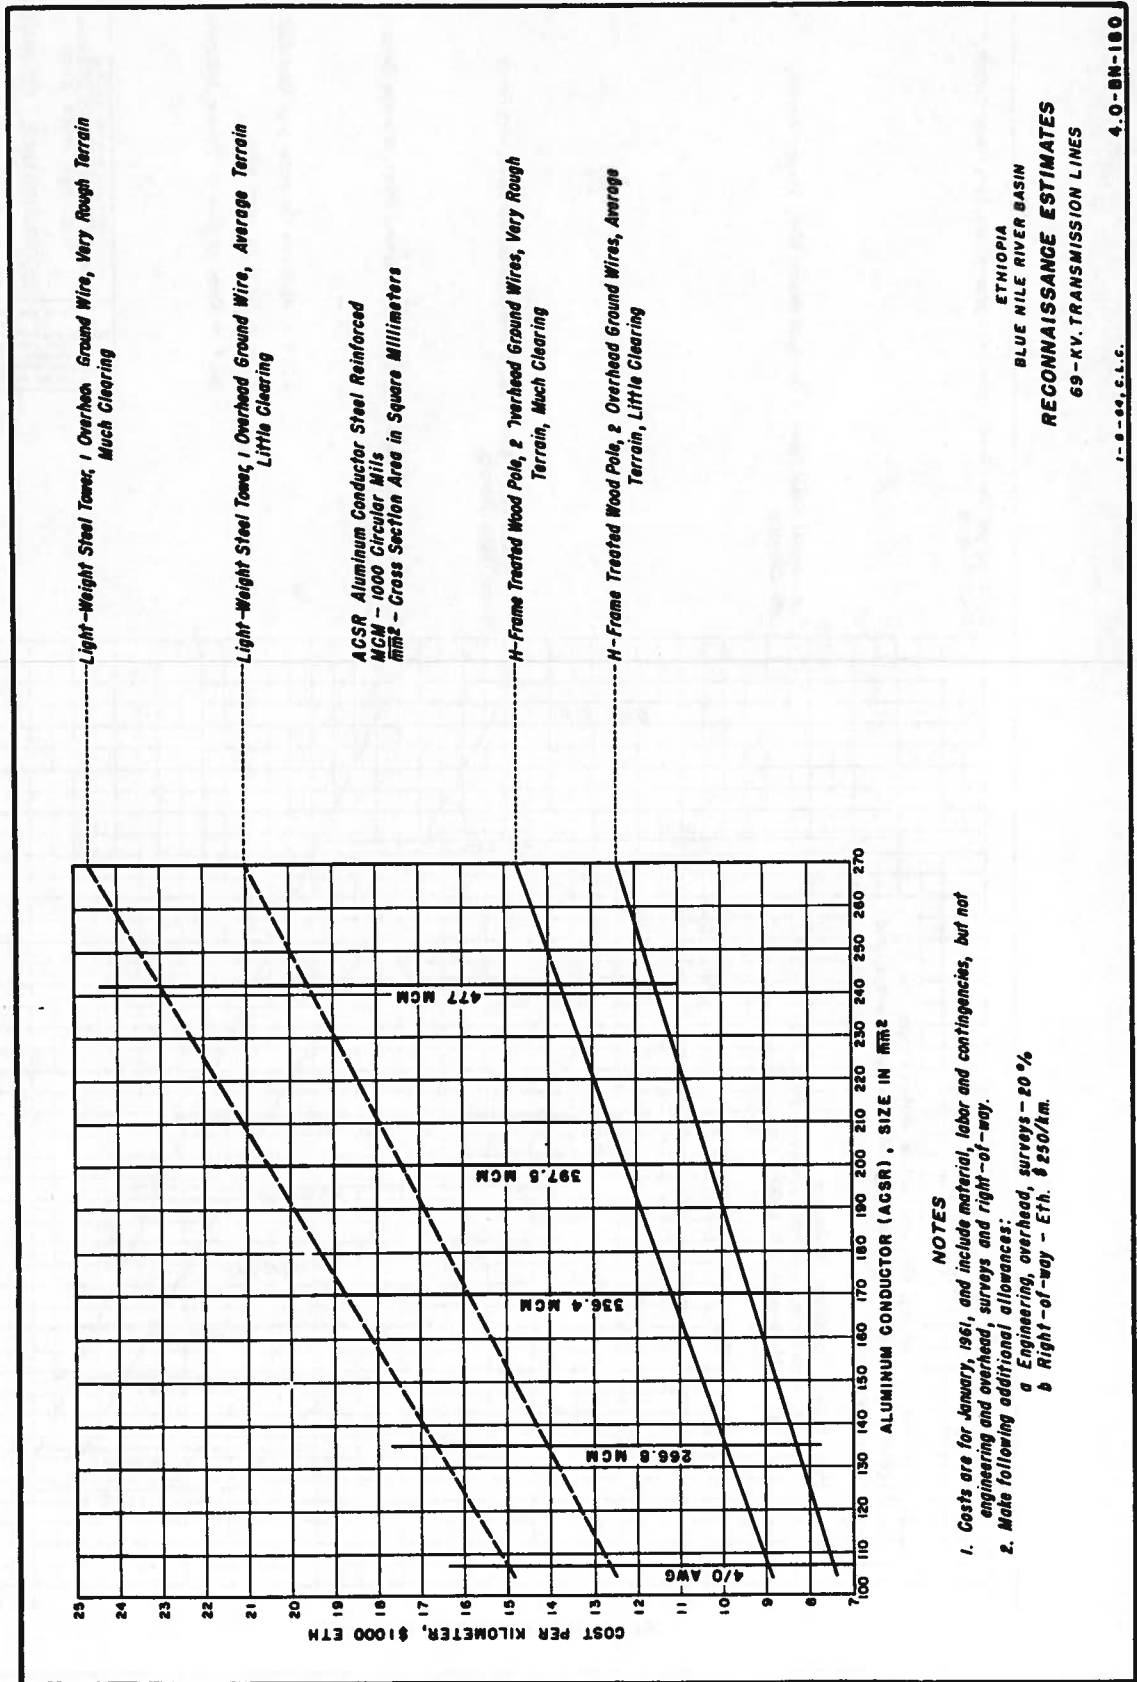 Light-Weight Steel Tower, 1 Overhea Ground Wire, Very Rough Terrain
Much Clearing
Light-Weight Steel Tower, 1 Overhead Ground Wire, Average Terrain
Little Clearing
ACSR Aluminum Conductor Steel Reinforced
MCM - 1000 Circular Mils
mm2 - Cross Section Area in Square Millimeters
H-Frame Treated Wood Pole, 2 Overhead Ground Wires, Very Rough
Terrain, Much Clearing
H-Frame Treated Wood Pole, 2 Overhead Ground Wires, Average
Terrain, Little Clearing
COST PER KILOMETER, $1000 ETH
25
24
23
22
21
20
19
18
17
16
15
14
13
12
11
10
9
8
7
4/0 AWG
266.8 MCM
336.4 MCM
397.5 MCM
477 MCM
100 110 120 130 140 150 160 170 180 190 200 210 220 230 240 250 260 270
ALUMINUM CONDUCTOR (ACSR), SIZE IN mm2
NOTES
1. Costs are for January, 1961, and include material, labor and contingencies, but not
engineering and overhead, surveys and right-of-way.
2. Make following additional allowances:
a Engineering, overhead, surveys - 20%
b Right-of-way - Eth. $250/km.
ETHIOPIA
BLUE NILE RIVER BASIN
RECONNAISSANCE ESTIMATES
69-KV. TRANSMISSION LINES
1-8-64, C.L.C.
4.0-BN-180